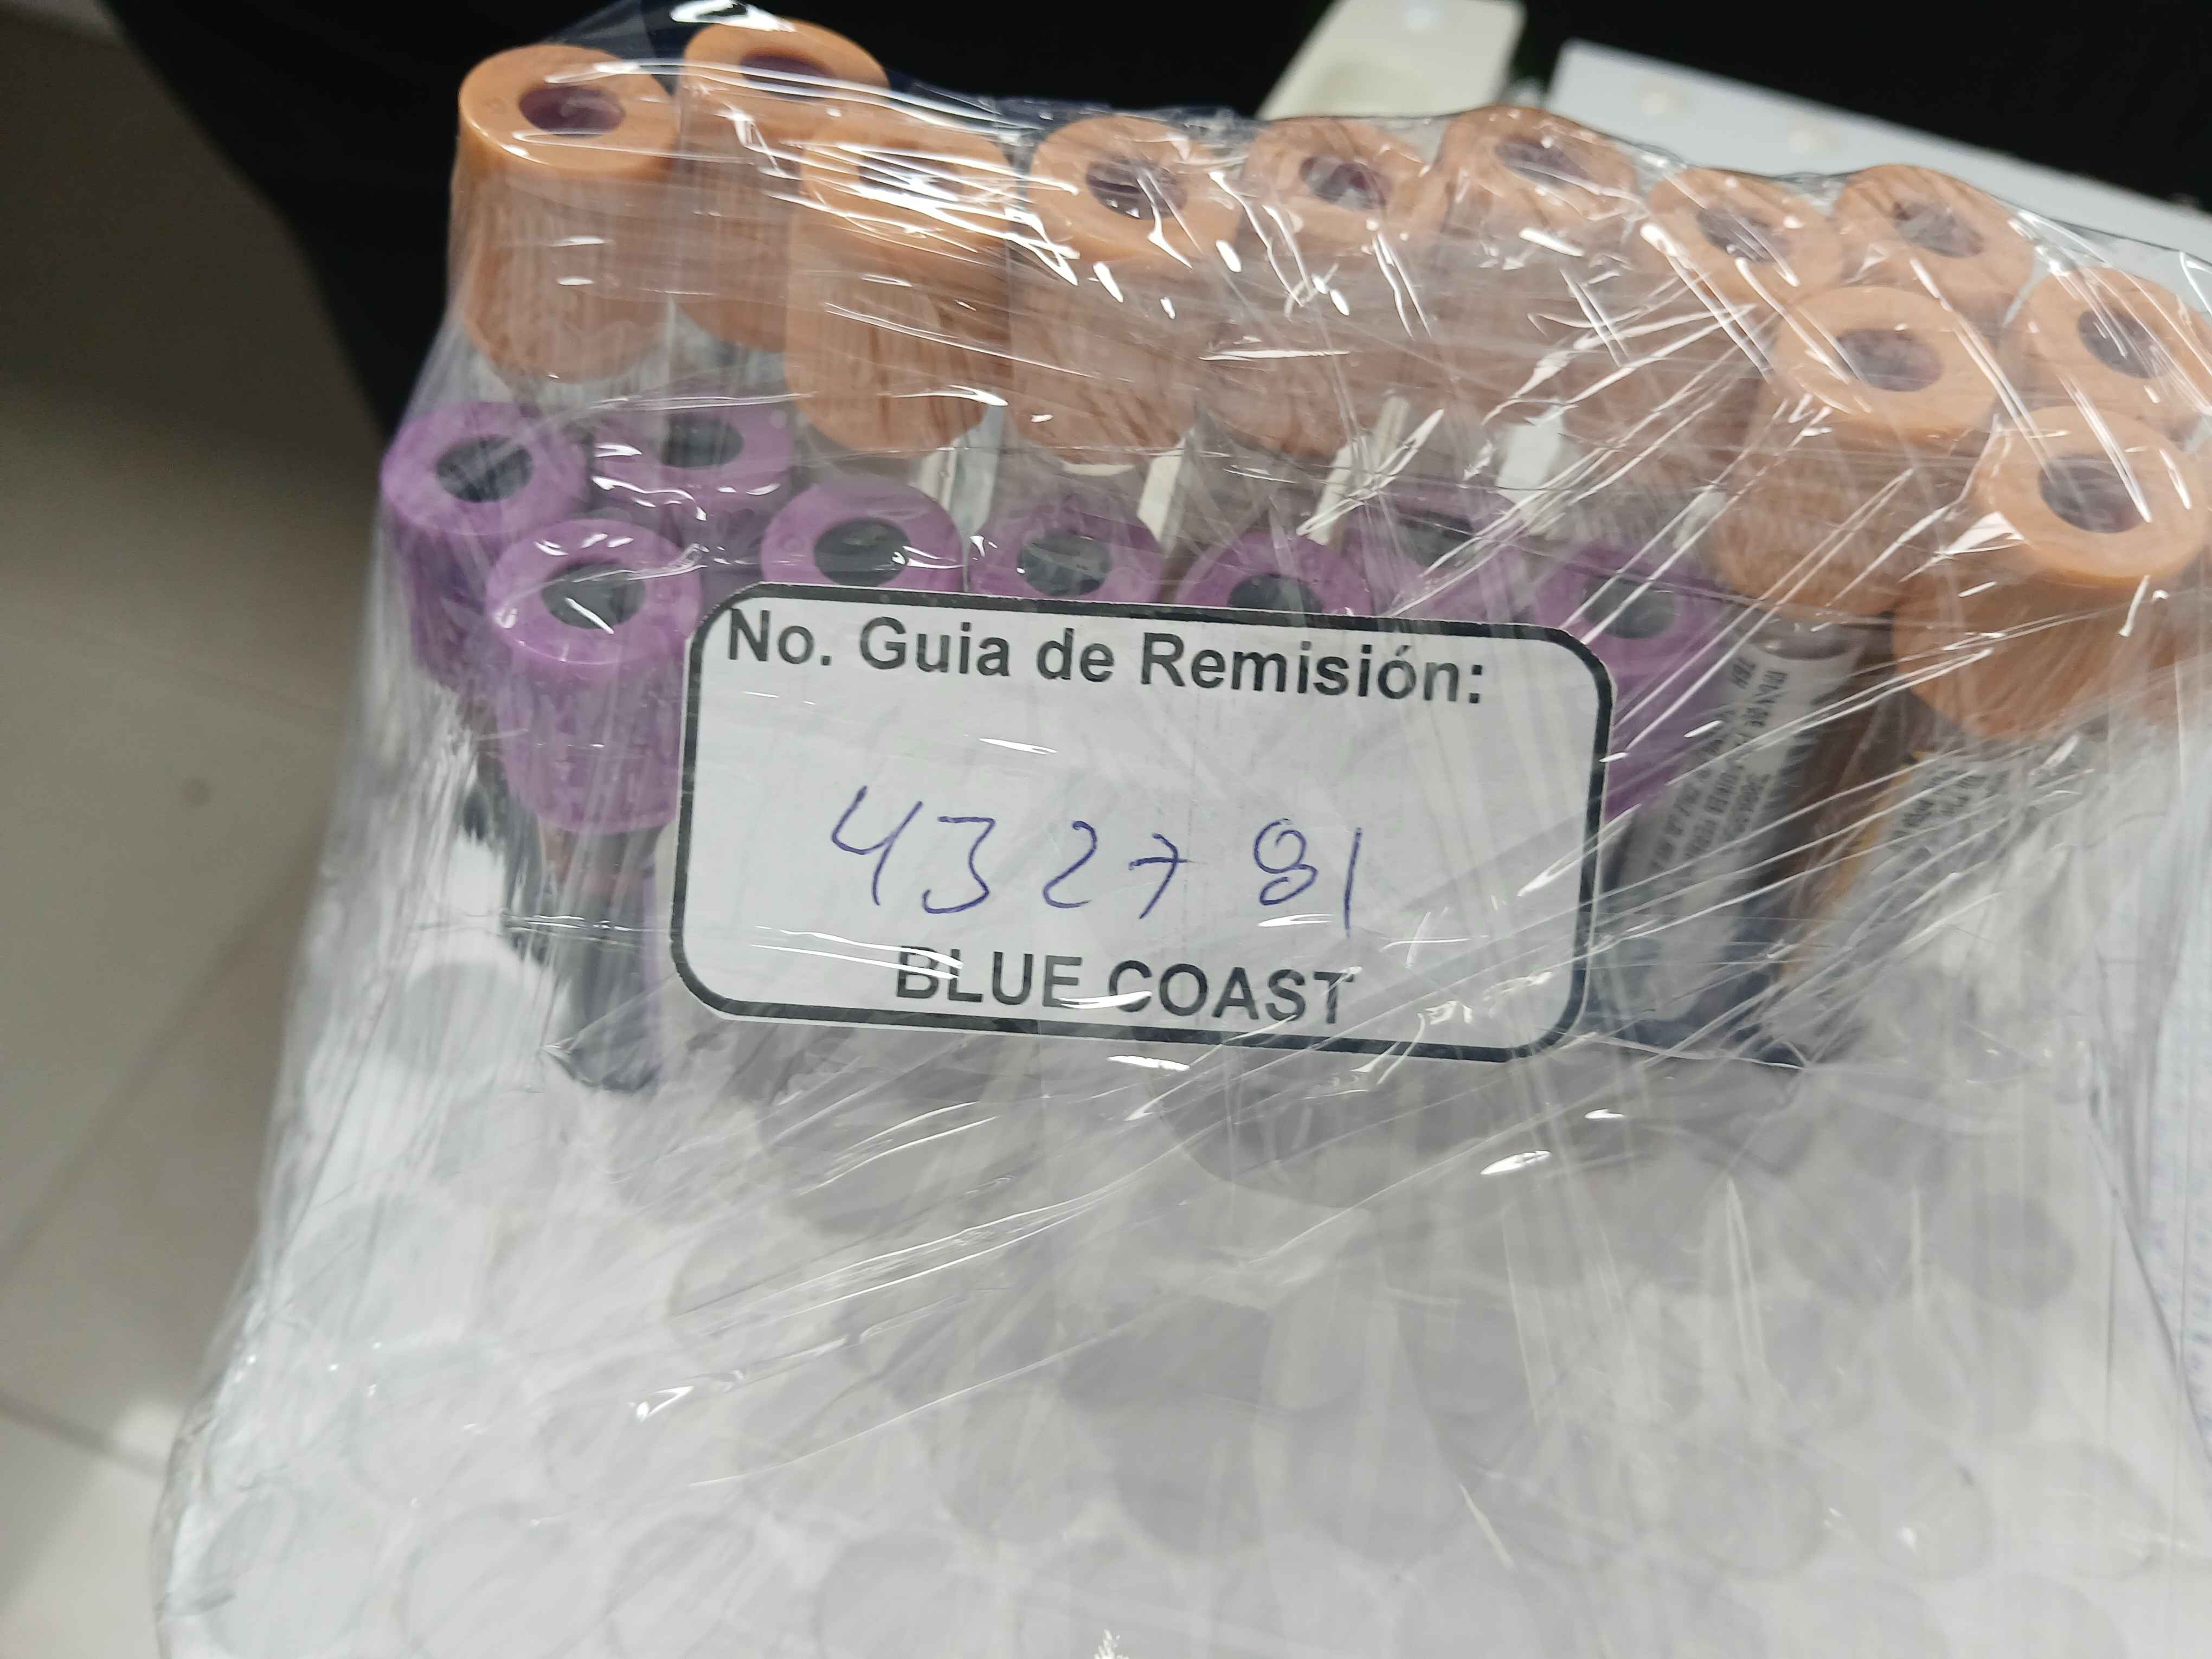 No. Guia de Remisión:
432781
BLUE COAST